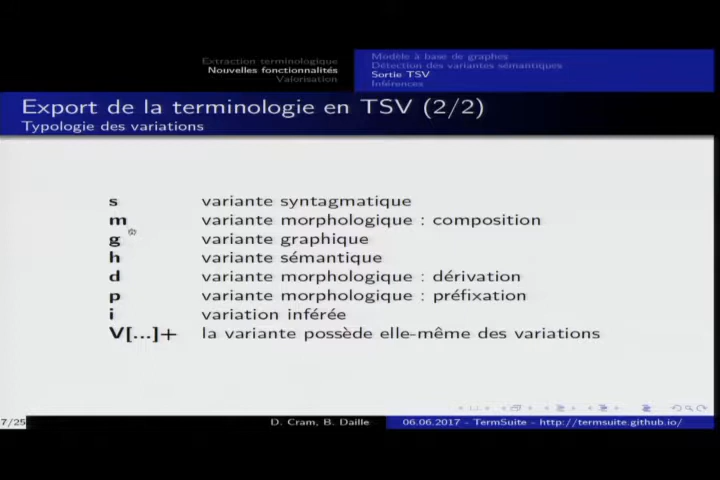 Extraction terminologique
Nouvelles fonctionnalités
Valorisation
Modèle à base de graphes
Détection des variantes sémantiques
Sortie TSV
Inférences
Export de la terminologie en TSV (2/2)
Typologie des variations
s variante syntagmatique
m variante morphologique : composition
g variante graphique
h variante sémantique
d variante morphologique : dérivation
p variante morphologique : préfixation
i variation inférée
V[...]+ la variante possède elle-même des variations
7/25 D. Cram, B. Daille 06.06.2017 - TermSuite - http://termsuite.github.io/